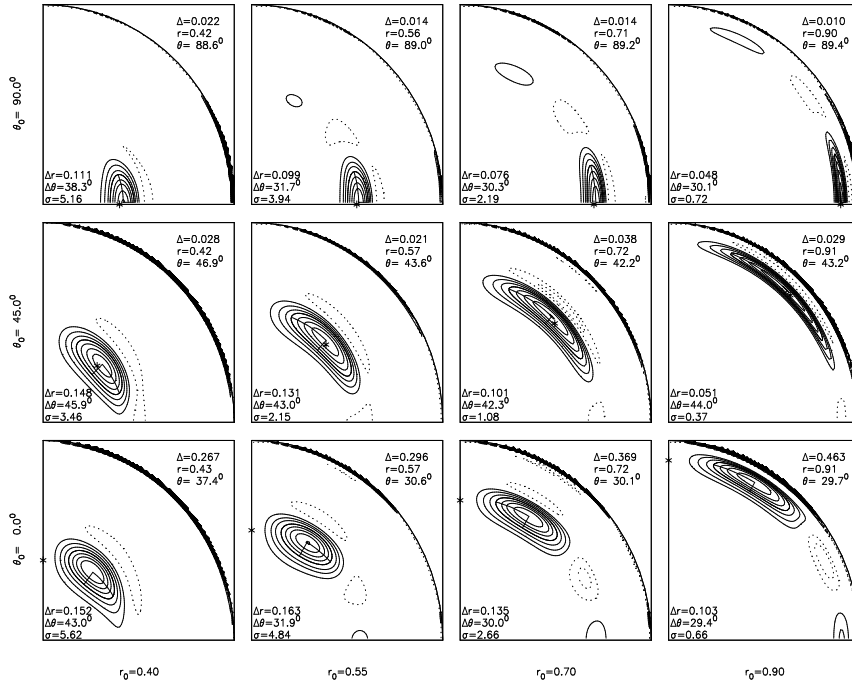 θ₀= 90.0⁰
Δ=0.022
r=0.42
θ= 88.6⁰
Δr=0.111
Δθ=38.3⁰
σ=5.16
Δ=0.014
r=0.56
θ= 89.0⁰
Δr=0.099
Δθ=31.7⁰
σ=3.94
Δ=0.014
r=0.71
θ= 89.2⁰
Δr=0.076
Δθ=30.3⁰
σ=2.19
Δ=0.010
r=0.90
θ= 89.4⁰
Δr=0.048
Δθ=30.1⁰
σ=0.72
θ₀= 45.0⁰
Δ=0.028
r=0.42
θ= 46.9⁰
Δr=0.148
Δθ=45.9⁰
σ=3.46
Δ=0.021
r=0.57
θ= 43.6⁰
Δr=0.131
Δθ=43.0⁰
σ=2.15
Δ=0.038
r=0.72
θ= 42.2⁰
Δr=0.101
Δθ=42.3⁰
σ=1.08
Δ=0.029
r=0.91
θ= 43.2⁰
Δr=0.051
Δθ=44.0⁰
σ=0.37
θ₀= 0.0⁰
Δ=0.267
r=0.43
θ= 37.4⁰
Δr=0.152
Δθ=43.0⁰
σ=5.62
Δ=0.296
r=0.57
θ= 30.6⁰
Δr=0.163
Δθ=31.9⁰
σ=4.84
Δ=0.369
r=0.72
θ= 30.1⁰
Δr=0.135
Δθ=30.0⁰
σ=2.66
Δ=0.463
r=0.91
θ= 29.7⁰
Δr=0.103
Δθ=29.4⁰
σ=0.66
r₀=0.40
r₀=0.55
r₀=0.70
r₀=0.90